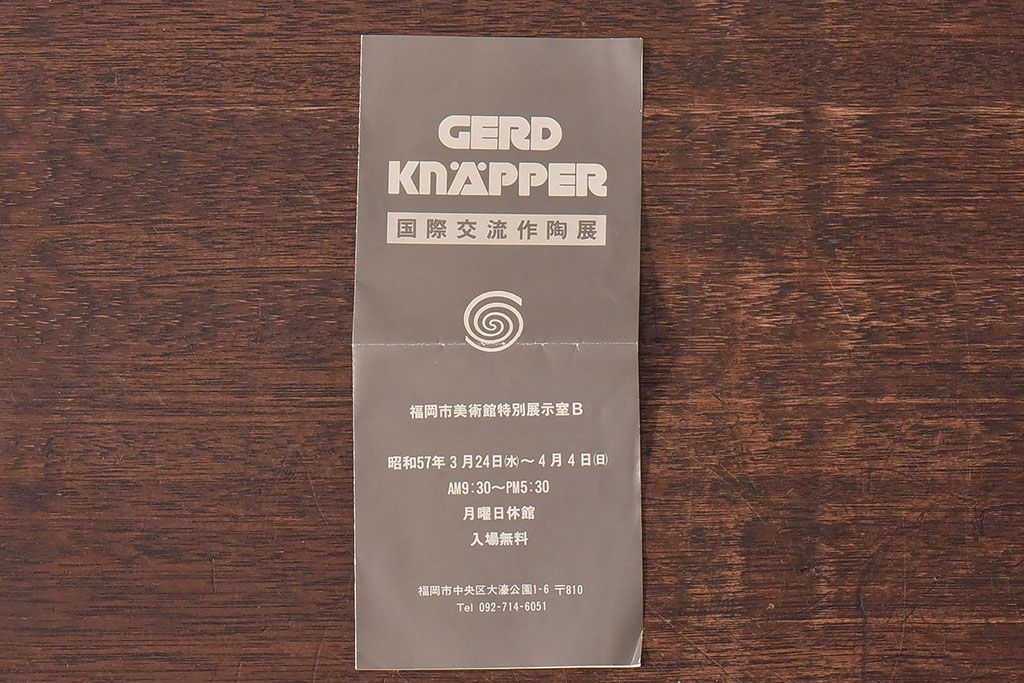 GERD
KNÄPPER
国際交流作陶展
福岡市美術館特別展示室B
昭和57年3月24日㈬〜4月4日㈰
AM9:30〜PM5:30
月曜日休館
入場無料
福岡市中央区大濠公園1-6 〒810
Tel 092-714-6051